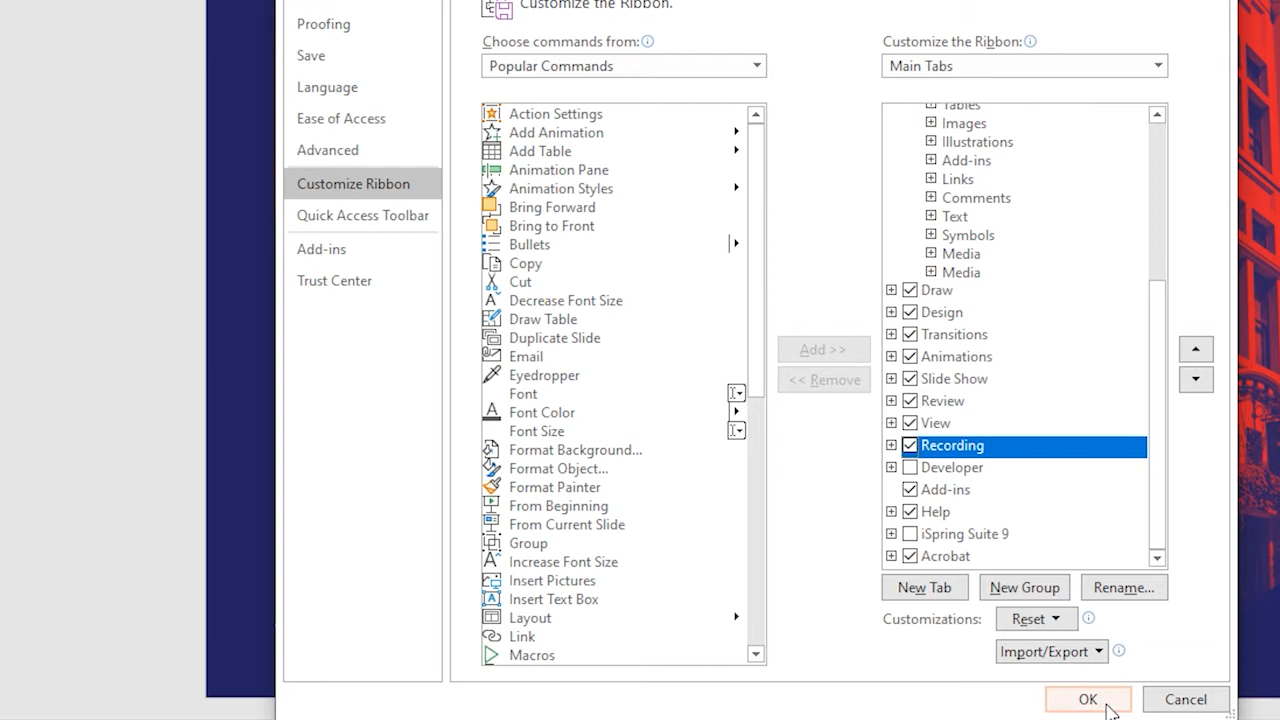 Customize the Ribbon.
Proofing
Save
Language
Ease of Access
Advanced
Customize Ribbon
Quick Access Toolbar
Add-ins
Trust Center
Choose commands from:
Popular Commands
Action Settings
Add Animation
Add Table
Animation Pane
Animation Styles
Bring Forward
Bring to Front
Bullets
Copy
Cut
Decrease Font Size
Draw Table
Duplicate Slide
Email
Eyedropper
Font
Font Color
Font Size
Format Background...
Format Object...
Format Painter
From Beginning
From Current Slide
Group
Increase Font Size
Insert Pictures
Insert Text Box
Layout
Link
Macros
Add >>
<< Remove
Customize the Ribbon:
Main Tabs
Tables
Images
Illustrations
Add-ins
Links
Comments
Text
Symbols
Media
Media
Draw
Design
Transitions
Animations
Slide Show
Review
View
Recording
Developer
Add-ins
Help
iSpring Suite 9
Acrobat
New Tab New Group Rename...
Customizations: Reset
Import/Export
OK Cancel